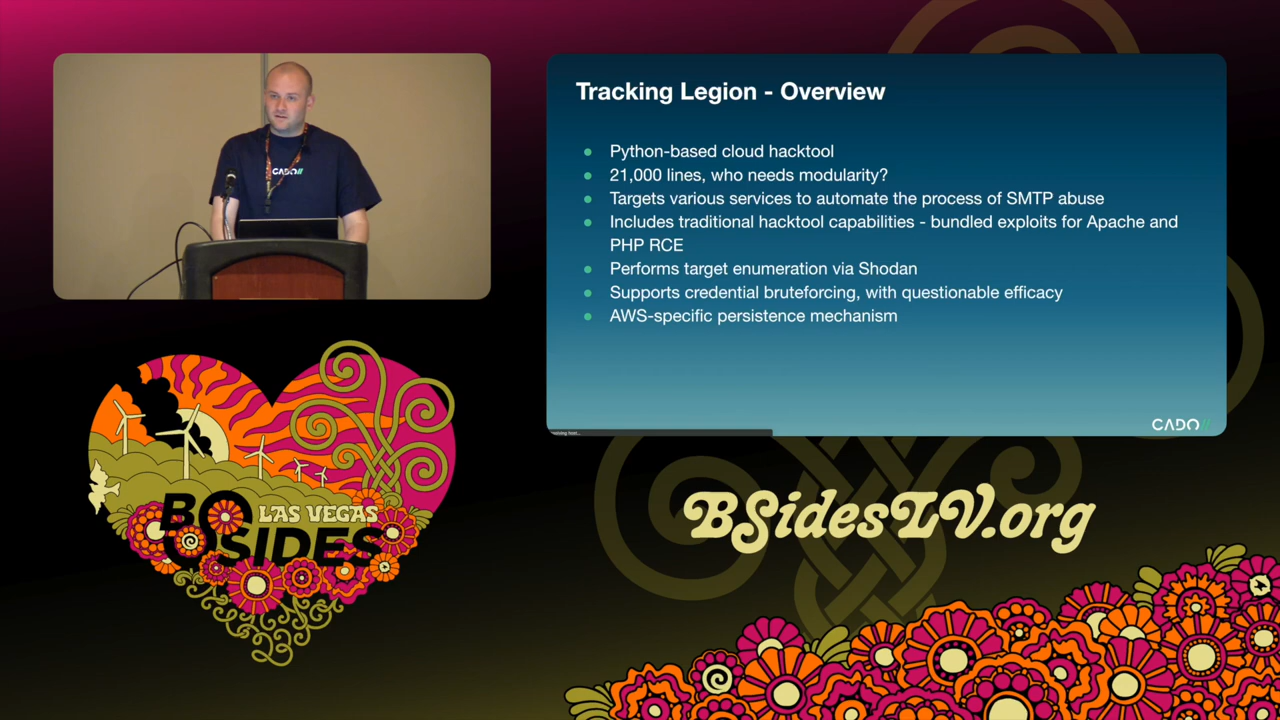 Tracking Legion - Overview
Python-based cloud hacktool
21,000 lines, who needs modularity?
Targets various services to automate the process of SMTP abuse
Includes traditional hacktool capabilities - bundled exploits for Apache and
PHP RCE
Performs target enumeration via Shodan
Supports credential bruteforcing, with questionable efficacy
AWS-specific persistence mechanism
CADO//
CADO//
BSIDES
LAS VEGAS
BSidesLV.org